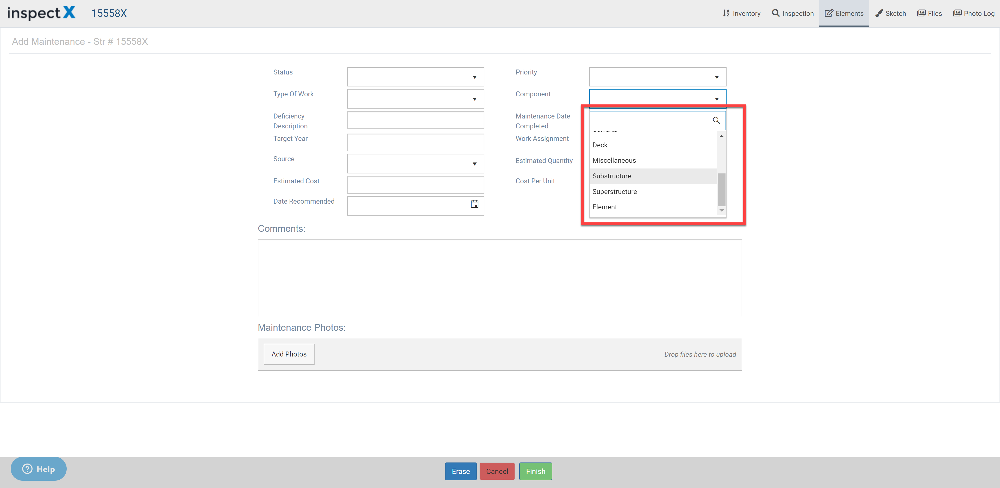 inspectX 15558X Inventory Inspection Elements Sketch Files Photo Log
Add Maintenance - Str # 15558X
Status
Priority
Type Of Work
Component
Deficiency
Description
Maintenance Date
Completed
Target Year
Work Assignment
Source
Estimated Quantity
Estimated Cost
Cost Per Unit
Date Recommended
Deck
Miscellaneous
Substructure
Superstructure
Element
Comments:
Maintenance Photos:
Add Photos
Drop files here to upload
Help
Erase Cancel Finish